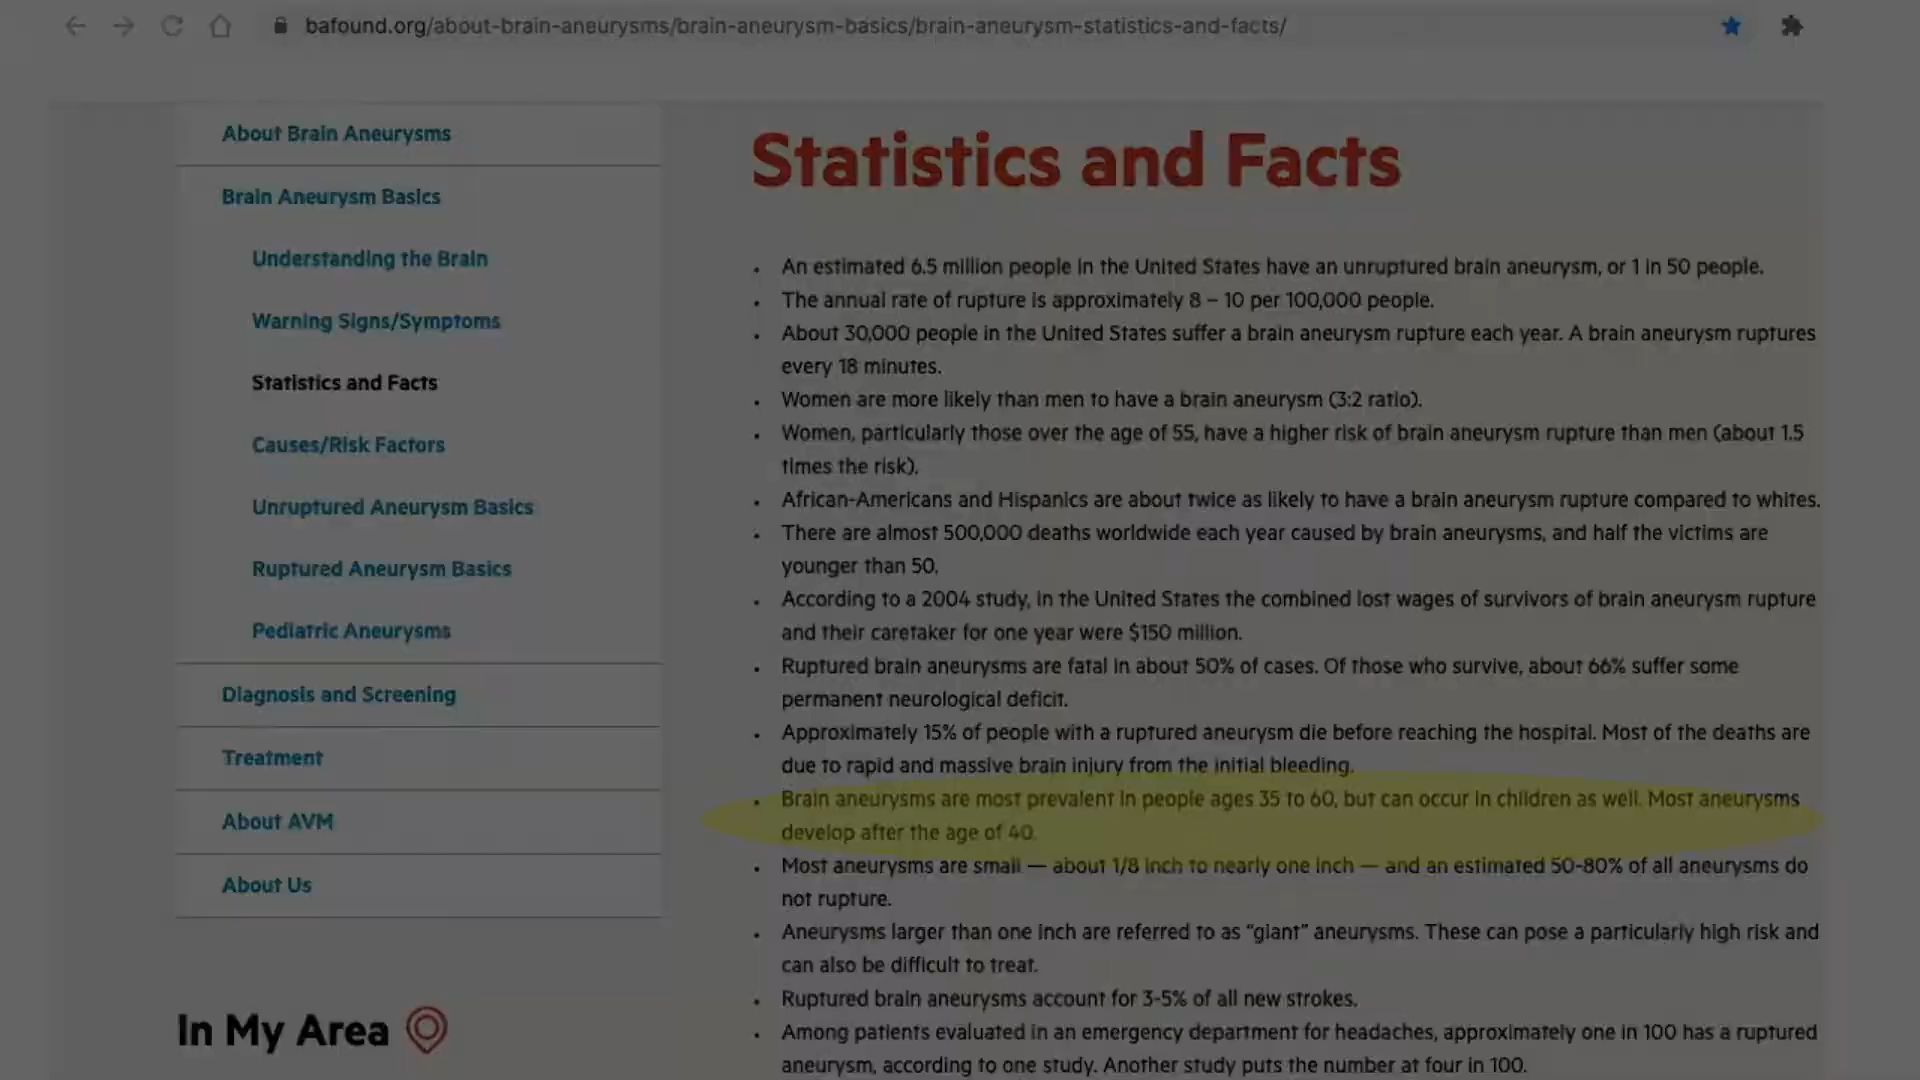 bafound.org/about-brain-aneurysms/brain-aneurysm-basics/brain-aneurysm-statistics-and-facts/
About Brain Aneurysms
Brain Aneurysm Basics
Understanding the Brain
Warning Signs/Symptoms
Statistics and Facts
Causes/Risk Factors
Unruptured Aneurysm Basics
Ruptured Aneurysm Basics
Pediatric Aneurysms
Diagnosis and Screening
Treatment
About AVM
About Us
In My Area
Statistics and Facts
• An estimated 6.5 million people in the United States have an unruptured brain aneurysm, or 1 in 50 people.
• The annual rate of rupture is approximately 8 – 10 per 100,000 people.
• About 30,000 people in the United States suffer a brain aneurysm rupture each year. A brain aneurysm ruptures
every 18 minutes.
• Women are more likely than men to have a brain aneurysm (3:2 ratio).
• Women, particularly those over the age of 55, have a higher risk of brain aneurysm rupture than men (about 1.5
times the risk).
• African-Americans and Hispanics are about twice as likely to have a brain aneurysm rupture compared to whites.
• There are almost 500,000 deaths worldwide each year caused by brain aneurysms, and half the victims are
younger than 50.
• According to a 2004 study, in the United States the combined lost wages of survivors of brain aneurysm rupture
and their caretaker for one year were $150 million.
• Ruptured brain aneurysms are fatal in about 50% of cases. Of those who survive, about 66% suffer some
permanent neurological deficit.
• Approximately 15% of people with a ruptured aneurysm die before reaching the hospital. Most of the deaths are
due to rapid and massive brain injury from the initial bleeding.
• Brain aneurysms are most prevalent in people ages 35 to 60, but can occur in children as well. Most aneurysms
develop after the age of 40.
• Most aneurysms are small — about 1/8 inch to nearly one inch — and an estimated 50-80% of all aneurysms do
not rupture.
• Aneurysms larger than one inch are referred to as “giant” aneurysms. These can pose a particularly high risk and
can also be difficult to treat.
• Ruptured brain aneurysms account for 3-5% of all new strokes.
• Among patients evaluated in an emergency department for headaches, approximately one in 100 has a ruptured
aneurysm, according to one study. Another study puts the number at four in 100.